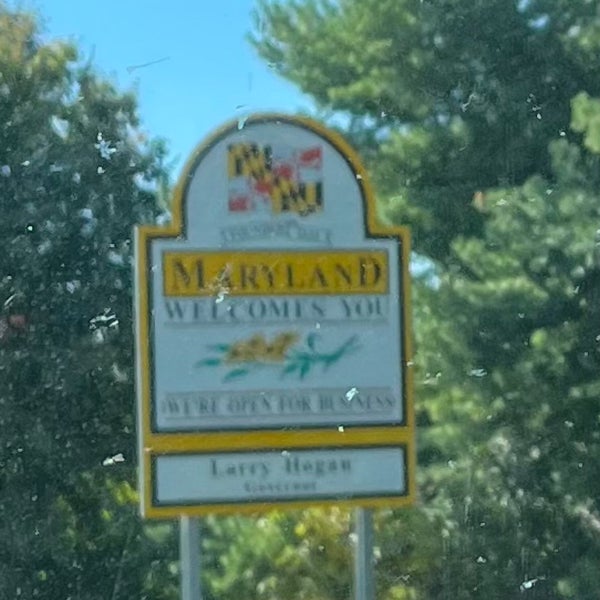 MARYLAND
WELCOMES YOU
WE'RE OPEN FOR BUSINESS
Larry Hogan
Governor